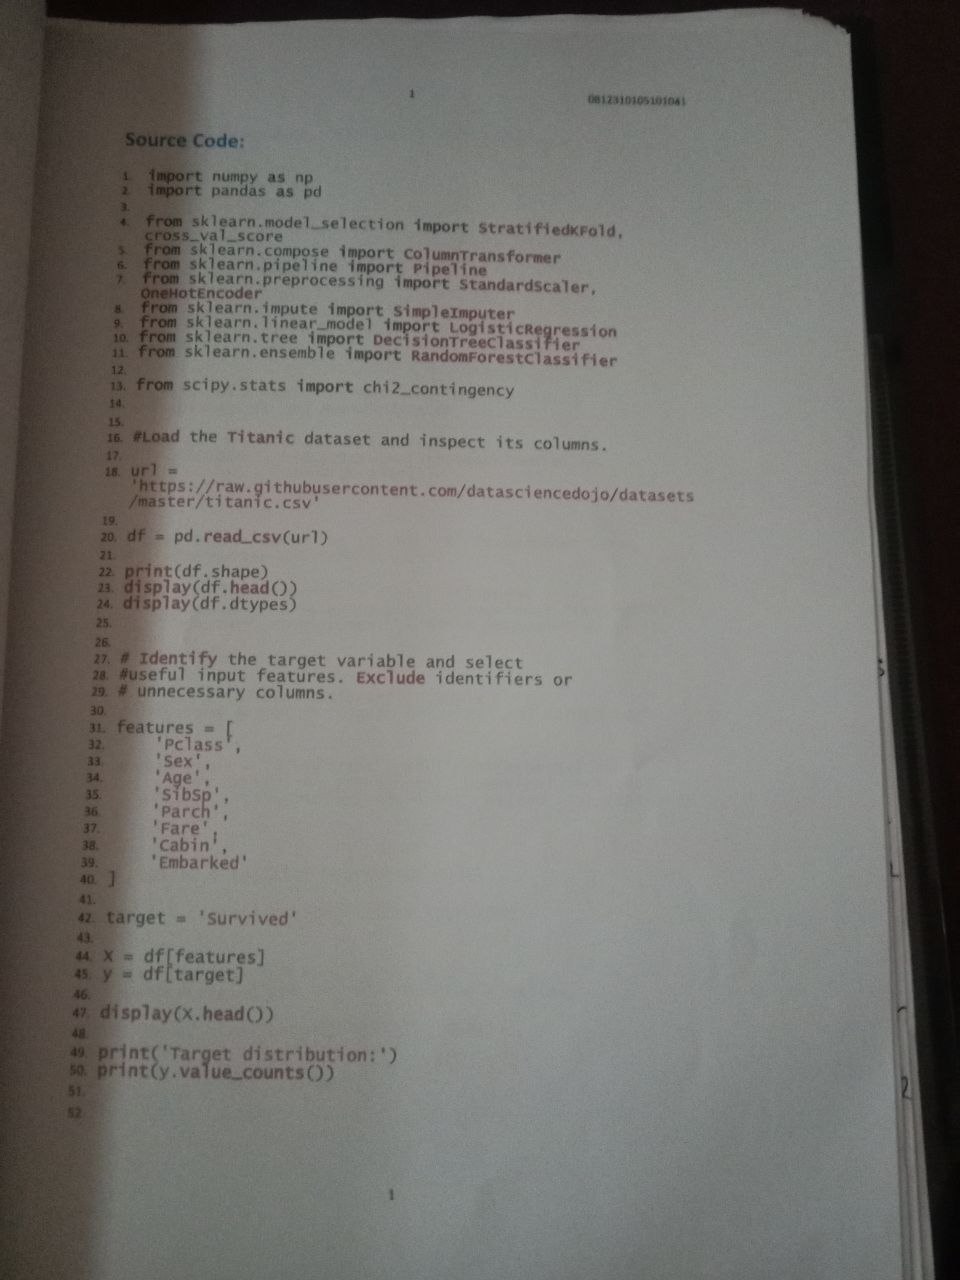 1
081231010510104​1
Source Code:
1. import numpy as np
2. import pandas as pd
3.
4. from sklearn.model_selection import StratifiedKFold,
cross_val_score
5. from sklearn.compose import ColumnTransformer
6. from sklearn.pipeline import Pipeline
7. from sklearn.preprocessing import StandardScaler,
OneHotEncoder
8. from sklearn.impute import SimpleImputer
9. from sklearn.linear_model import LogisticRegression
10. from sklearn.tree import DecisionTreeClassifier
11. from sklearn.ensemble import RandomForestClassifier
12.
13. from scipy.stats import chi2_contingency
14.
15.
16. #Load the Titanic dataset and inspect its columns.
17.
18. url =
'https://raw.githubusercontent.com/datasciencedojo/datasets
/master/titanic.csv'
19.
20. df = pd.read_csv(url)
21.
22. print(df.shape)
23. display(df.head())
24. display(df.dtypes)
25.
26.
27. # Identify the target variable and select
28. #useful input features. Exclude identifiers or
29. # unnecessary columns.
30.
31. features = [
32. 'Pclass',
33. 'Sex',
34. 'Age',
35. 'SibSp',
36. 'Parch',
37. 'Fare',
38. 'Cabin',
39. 'Embarked'
40. ]
41.
42. target = 'Survived'
43.
44. X = df[features]
45. y = df[target]
46.
47. display(X.head())
48.
49. print('Target distribution:')
50. print(y.value_counts())
51.
52
1